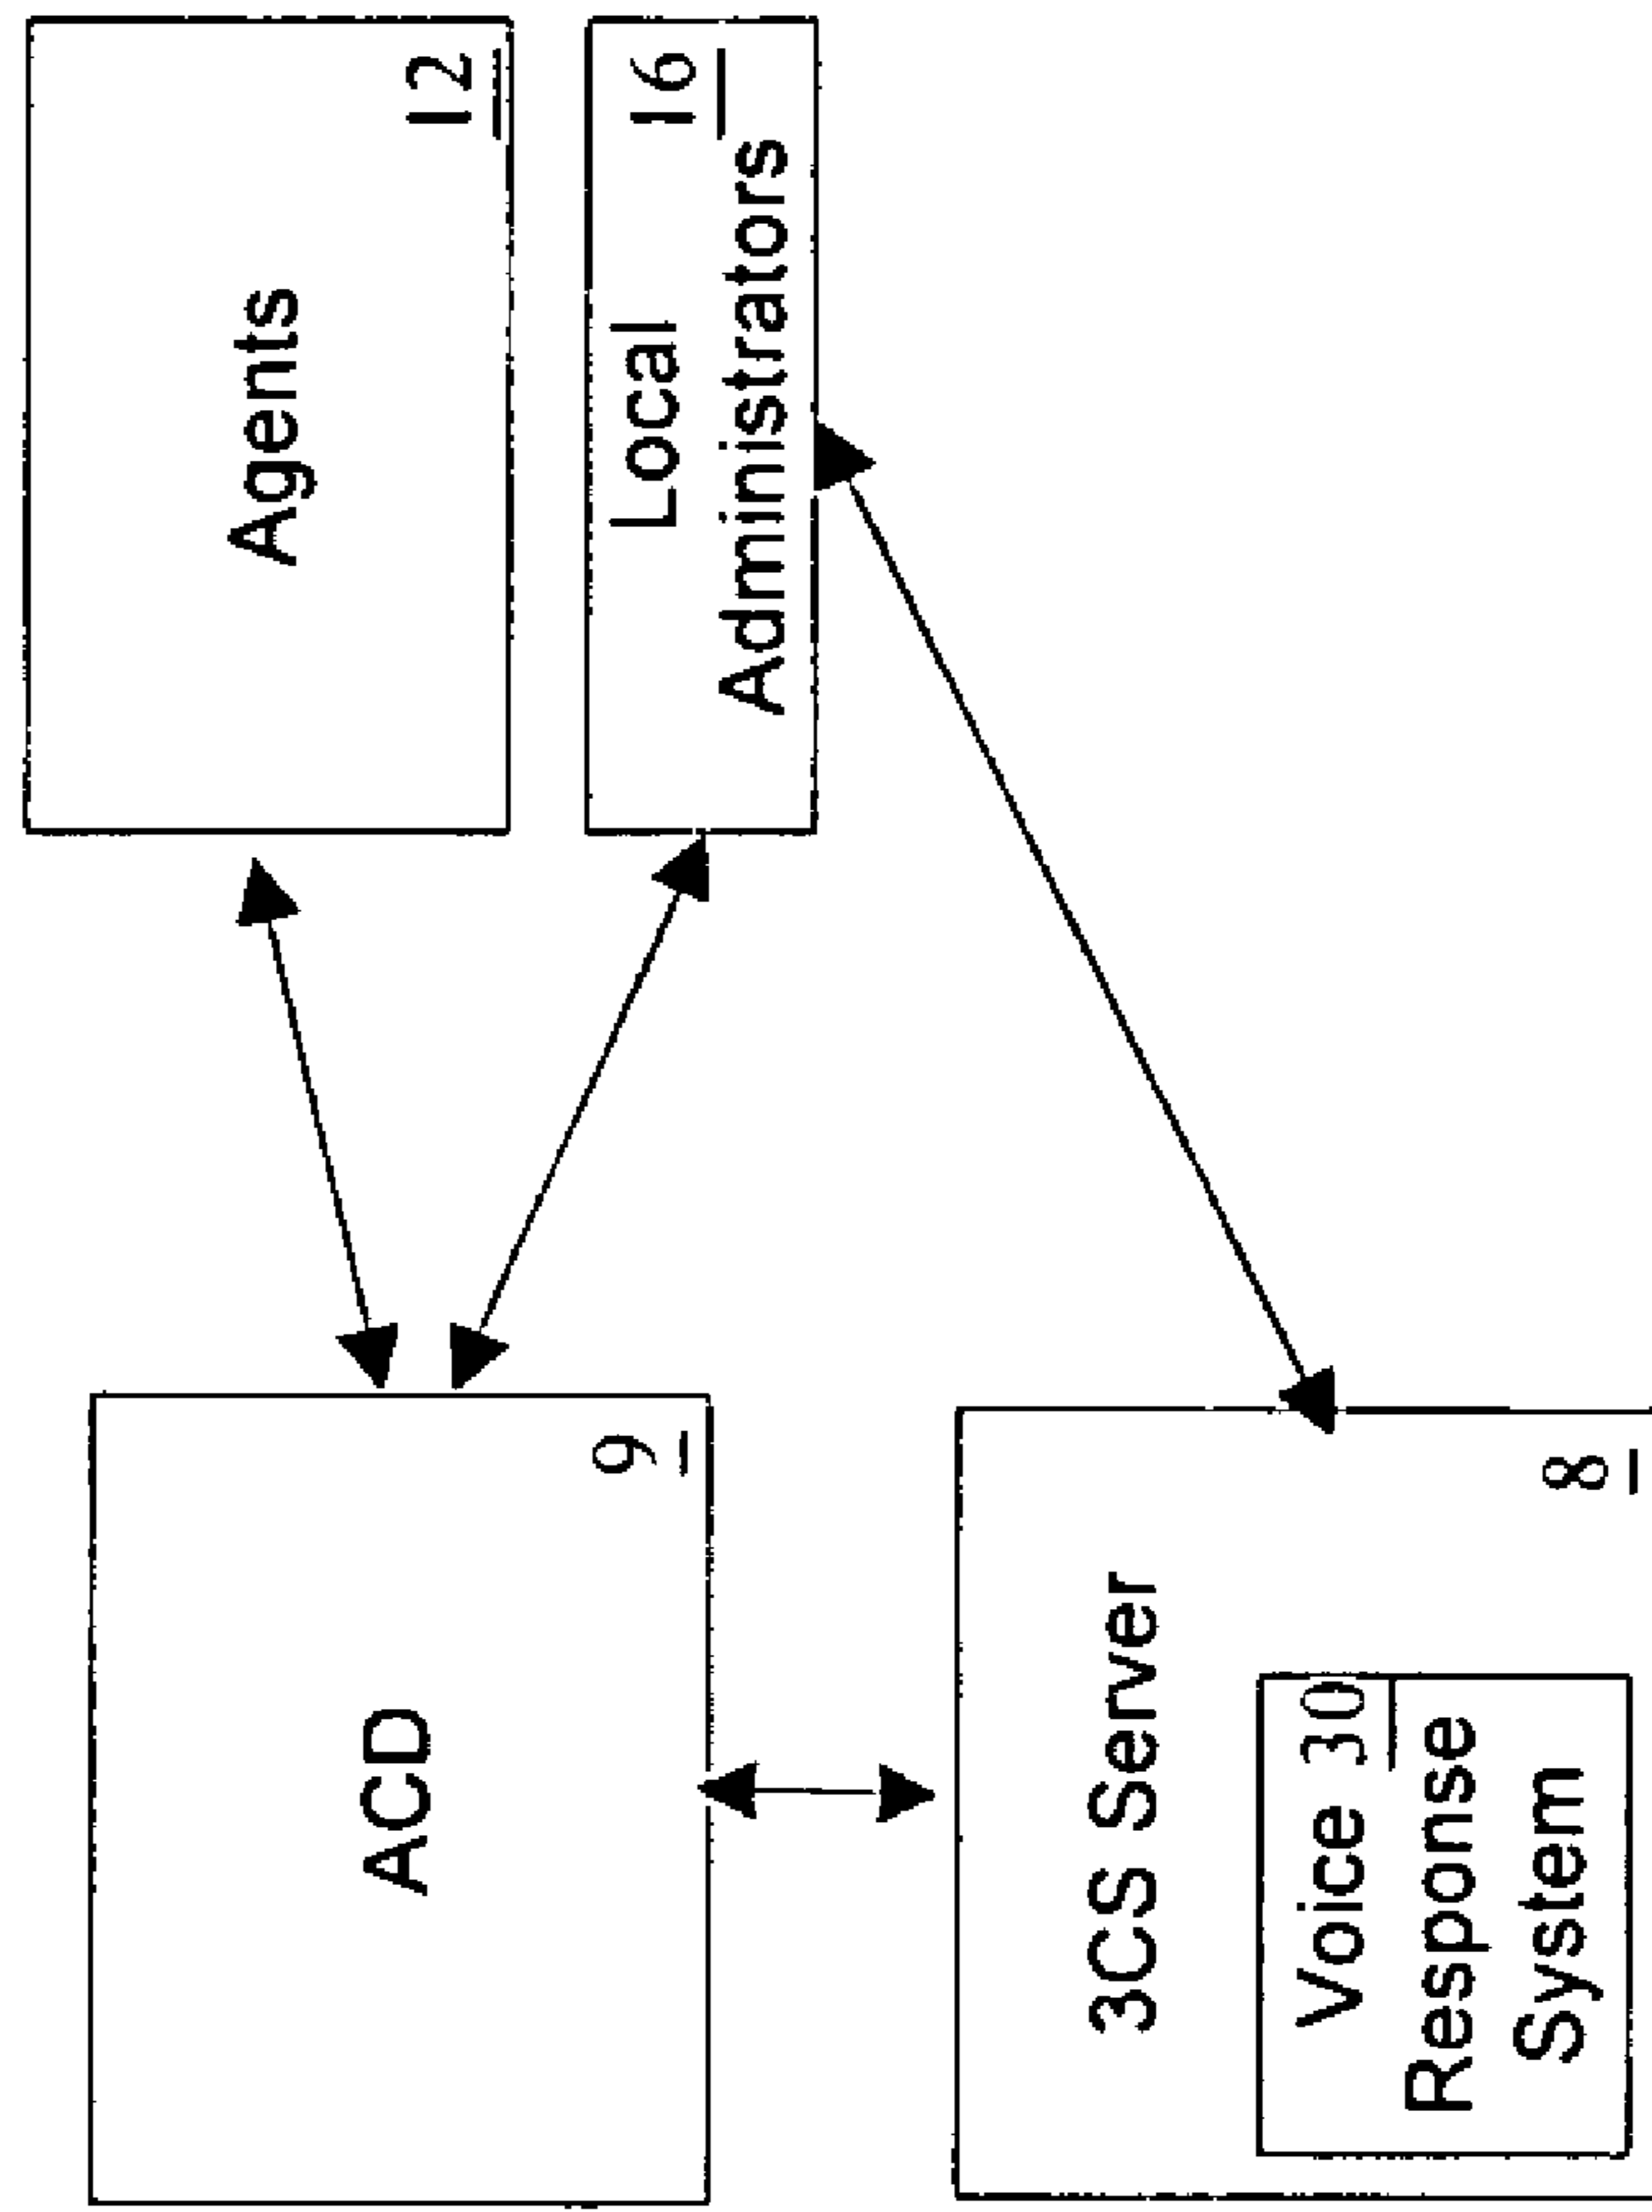 ACD
9
Agents
12
Local 16
Administrators
3CS Server
Voice 30
Response
System
8